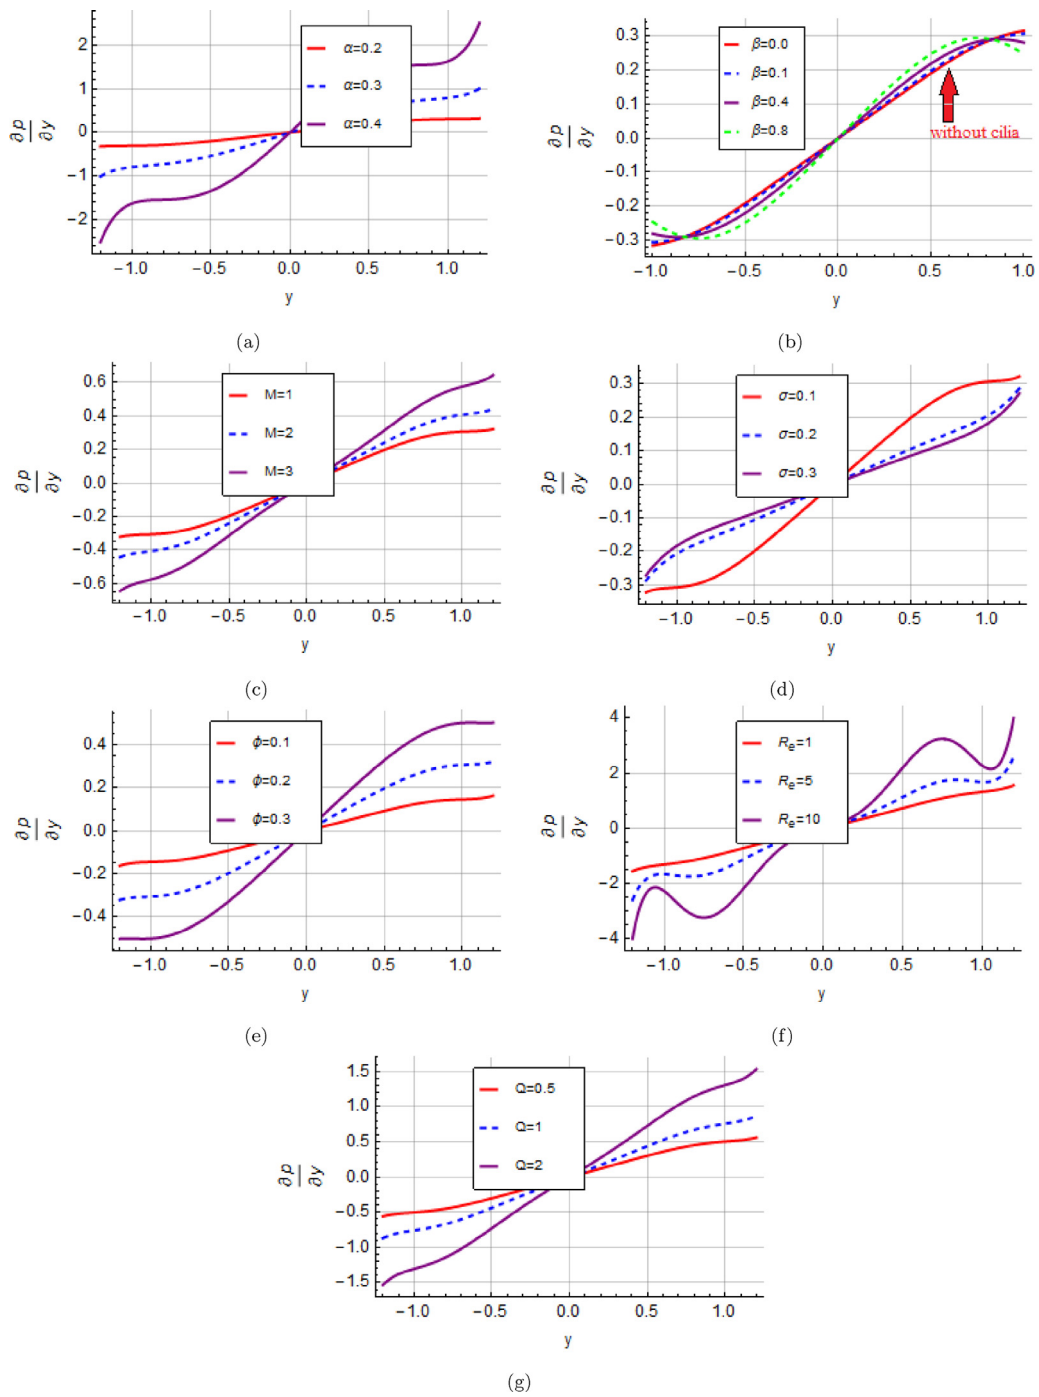 α=0.2
α=0.3
α=0.4
2
1
0
−1
−2
∂p
∂y
−1.0 −0.5 0.0 0.5 1.0
y
(a)
β=0.0
β=0.1
β=0.4
β=0.8
without cilia
0.3
0.2
0.1
0.0
−0.1
−0.2
−0.3
∂p
∂y
−1.0 −0.5 0.0 0.5 1.0
y
(b)
M=1
M=2
M=3
0.6
0.4
0.2
0.0
−0.2
−0.4
−0.6
∂p
∂y
−1.0 −0.5 0.0 0.5 1.0
y
(c)
σ=0.1
σ=0.2
σ=0.3
0.3
0.2
0.1
0.0
−0.1
−0.2
−0.3
∂p
∂y
−1.0 −0.5 0.0 0.5 1.0
y
(d)
ϕ=0.1
ϕ=0.2
ϕ=0.3
0.4
0.2
0.0
−0.2
−0.4
∂p
∂y
−1.0 −0.5 0.0 0.5 1.0
y
(e)
Re=1
Re=5
Re=10
4
2
0
−2
−4
∂p
∂y
−1.0 −0.5 0.0 0.5 1.0
y
(f)
Q=0.5
Q=1
Q=2
1.5
1.0
0.5
0.0
−0.5
−1.0
−1.5
∂p
∂y
−1.0 −0.5 0.0 0.5 1.0
y
(g)